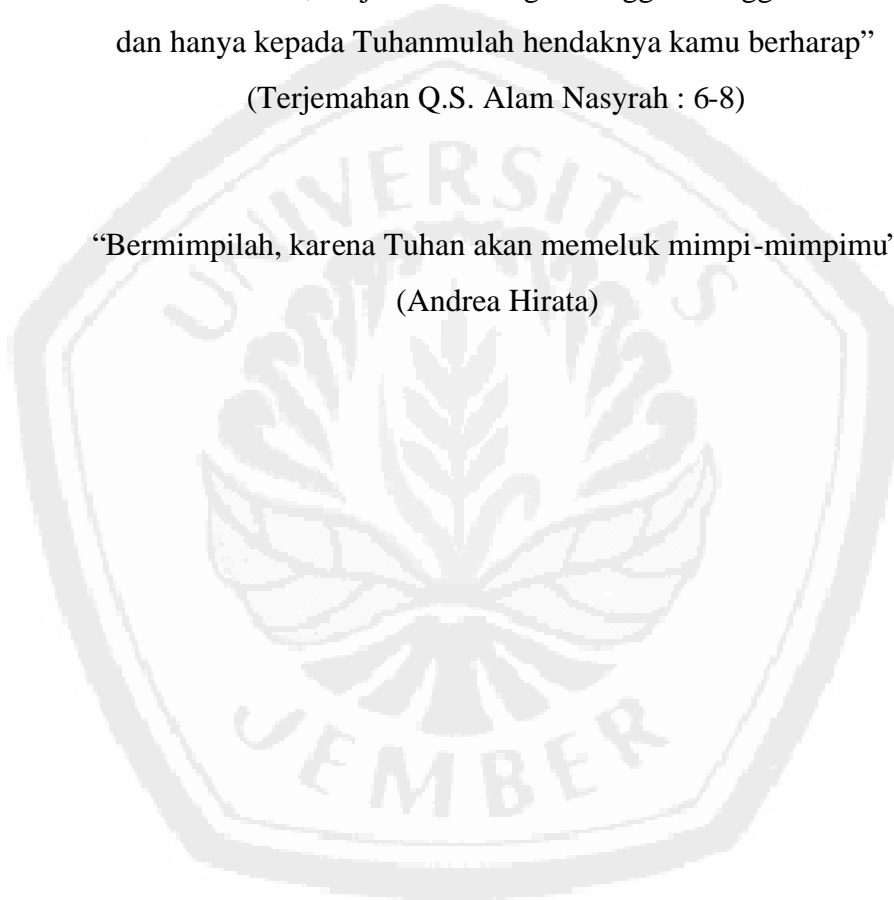 dan hanya kepada Tuhanmulah hendaknya kamu berharap”
(Terjemahan Q.S. Alam Nasyrah : 6-8)
“Bermimpilah, karena Tuhan akan memeluk mimpi-mimpimu”
(Andrea Hirata)
UNIVERSITAS
JEMBER